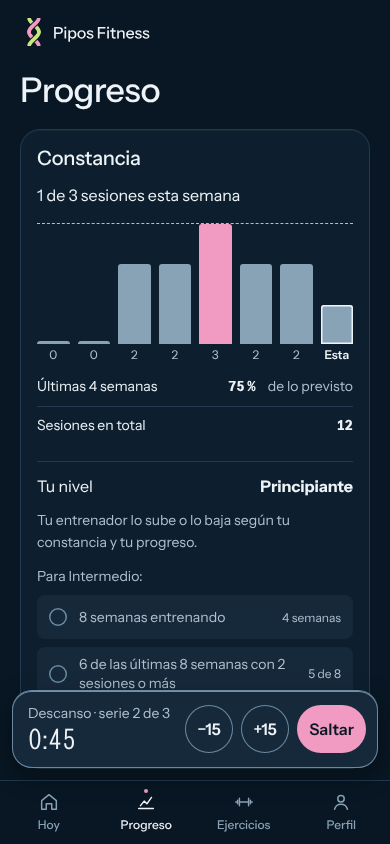 Pipos Fitness
Progreso
Constancia
1 de 3 sesiones esta semana
0 0 2 2 3 2 2 Esta
Últimas 4 semanas 75 % de lo previsto
Sesiones en total 12
Tu nivel Principiante
Tu entrenador lo sube o lo baja según tu
constancia y tu progreso.
Para Intermedio:
8 semanas entrenando 4 semanas
6 de las últimas 8 semanas con 2
sesiones o más 5 de 8
Descanso · serie 2 de 3
0:45 −15 +15 Saltar
Hoy Progreso Ejercicios Perfil